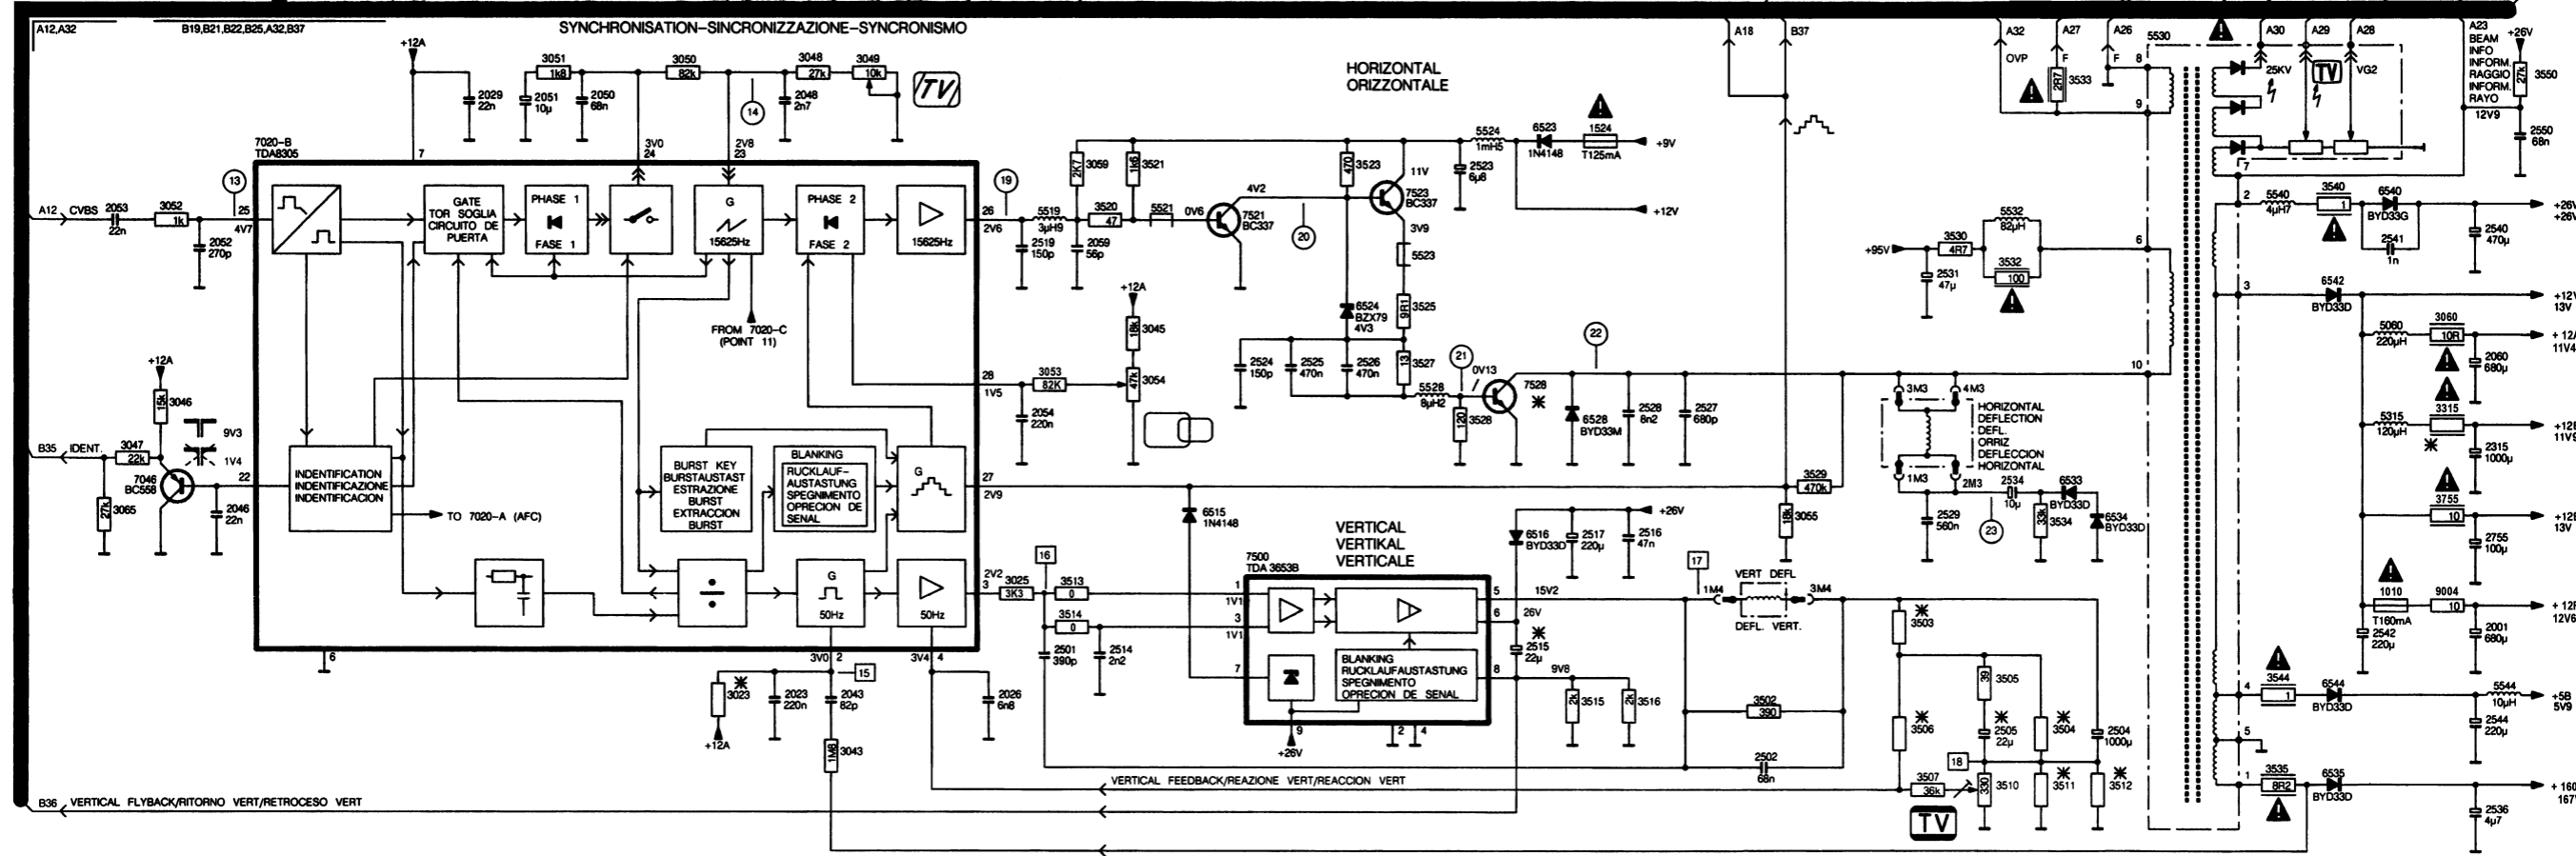 A12,A32
B19,B21,B22,B25,A32,B37
SYNCHRONISATION-SINCRONIZZAZIONE-SYNCRONISMO
+12A
2029
22n
3051
1k8
2051
10µ
2050
68n
3050
82k
14
3048
27k
2048
2n7
3049
10k
TV
7020-B
TDA8305
7
3V0
24
2V8
23
A12
CVBS
2053
22n
3052
1k
2052
270p
13
25
4V7
GATE
TOR SOGLIA
CIRCUITO DE
PUERTA
PHASE 1
FASE 1
G
15625Hz
PHASE 2
FASE 2
15625Hz
FROM 7020-C
(POINT 11)
26
2V6
19
5519
3µH9
2519
150p
2K7
3059
2059
56p
3520
47
1k6
3521
5521
0V6
7521
BC337
4V2
20
HORIZONTAL
ORIZZONTALE
470
3523
7523
BC337
11V
3V9
5523
9R1
3525
13
3527
6524
BZX79
4V3
2524
150p
2525
470n
2526
470n
2523
6µ8
5524
1mH5
6523
1N4148
1524
T125mA
+9V
+12V
5528
8µH2
21
0V13
120
3528
7528
22
6528
BYD33M
2528
8n2
2527
680p
28
1V5
3053
82K
2054
220n
+12A
18k
3045
47k
3054
+12A
15k
3046
B35
IDENT.
3047
22k
27k
3065
7046
BC558
9V3
1V4
2046
22n
22
INDENTIFICATION
INDENTIFICAZIONE
INDENTIFICACION
TO 7020-A (AFC)
BURST KEY
BURSTAUSTAST
ESTRAZIONE
BURST
EXTRACCION
BURST
BLANKING
RUCKLAUF-
AUSTASTUNG
SPEGNIMENTO
OPRECION DE
SENAL
G
27
2V9
G
50Hz
50Hz
6
3V0
2
3V4
4
2V2
3
15
3023
+12A
2023
220n
2043
82p
1M8
3043
2026
6n8
3025
3K3
16
3513
0
3514
0
2501
390p
2514
2n2
6515
1N4148
VERTICAL
VERTIKAL
VERTICALE
7500
TDA 3653B
1
1V1
3
1V1
7
BLANKING
RUCKLAUFAUSTASTUNG
SPEGNIMENTO
OPRECION DE SENAL
9
+26V
2
4
5
15V2
6
26V
8
9V8
6516
BYD33D
2517
220µ
2516
47n
+26V
2515
22µ
2k
3515
2k
3516
17
1M4
VERT DEFL
DEFL. VERT.
3M4
3502
390
2502
68n
VERTICAL FEEDBACK/REAZIONE VERT/REACCION VERT
B36
VERTICAL FLYBACK/RITORNO VERT/RETROCESO VERT
A18
B37
3529
470k
18k
3055
3503
3506
39
3505
2505
22µ
3504
2504
1000µ
18
3507
36k
330
3510
3511
3512
TV
3M3
4M3
HORIZONTAL
DEFLECTION
DEFL.
ORRIZ
DEFLECCION
HORIZONTAL
1M3
2M3
2529
560n
2534
10µ
23
33k
3534
6533
BYD33D
6534
BYD33D
+95V
3530
4R7
2531
47µ
5532
82µH
3532
100
A32
OVP
A27
F
2R7
3533
A26
F
5530
8
9
6
10
A30
25KV
A29
TV
A28
VG2
A23
BEAM
INFO
INFORM.
RAGGIO
INFORM.
RAYO
12V9
+26V
27k
3550
2550
68n
7
2
5540
4µH7
3540
1
6540
BYD33G
2541
1n
2540
470µ
3
6542
BYD33D
13V
5060
220µH
3060
10R
2060
680µ
+ 12A
11V4
5315
120µH
3315
2315
1000µ
3755
10
2755
100µ
13V
1010
T160mA
9004
10
2542
220µ
2001
680µ
12V6
4
3544
1
6544
BYD33D
5544
10µH
+5B
5V9
2544
220µ
5
1
3535
8R2
6535
BYD33D
2536
4µ7